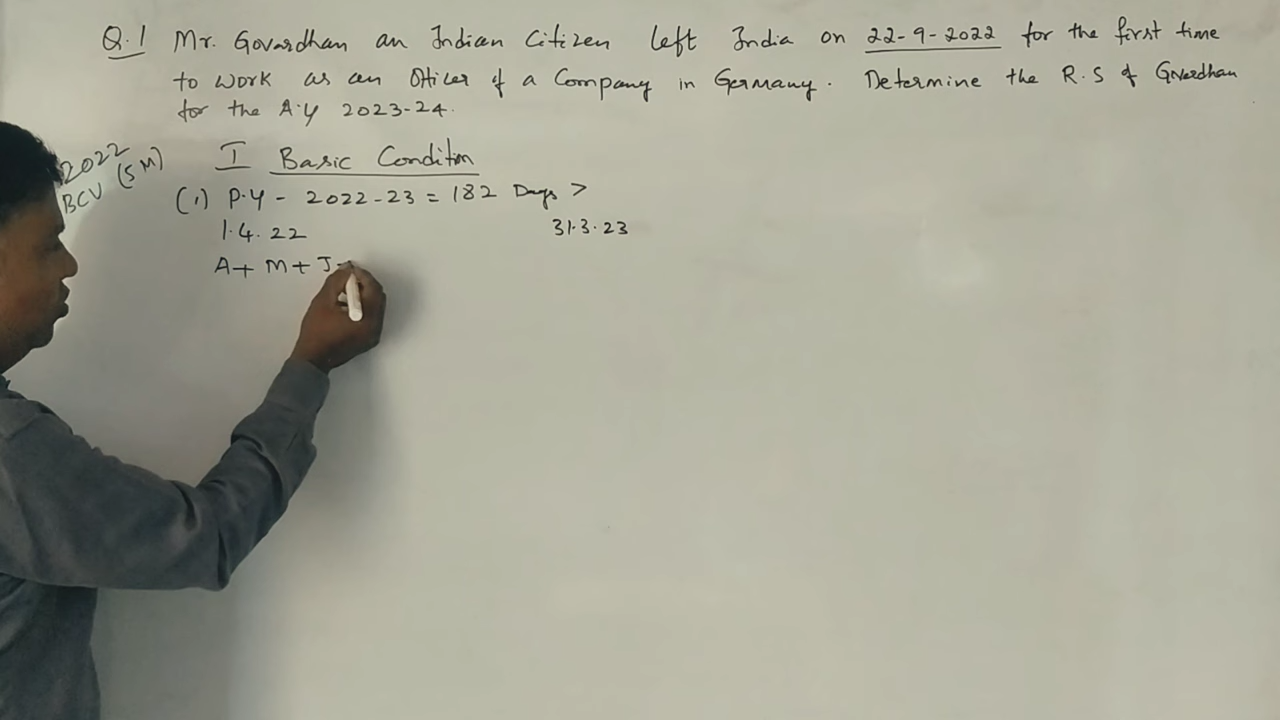 Q.1 Mr. Govardhan an Indian Citizen left India on 22-9-2022 for the first time
to work as an Officer of a Company in Germany. Determine the R.S of Govardhan
for the A.Y 2023-24.
2022
BCU (5 M)
I Basic Condition
(1) P.Y - 2022-23 = 182 Days >
1.4.22 31.3.23
A+ M+ J-